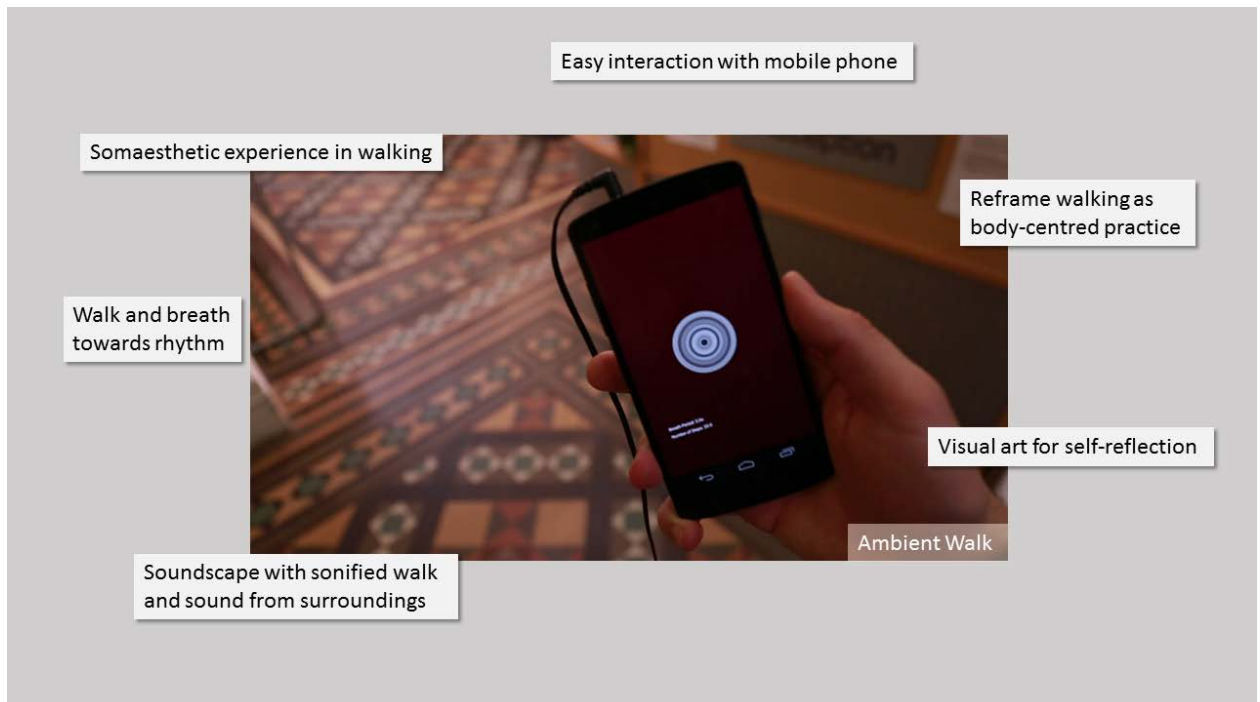 Easy interaction with mobile phone
Somaesthetic experience in walking
Reframe walking as
body-centred practice
Walk and breath
towards rhythm
Visual art for self-reflection
Ambient Walk
Soundscape with sonified walk
and sound from surroundings